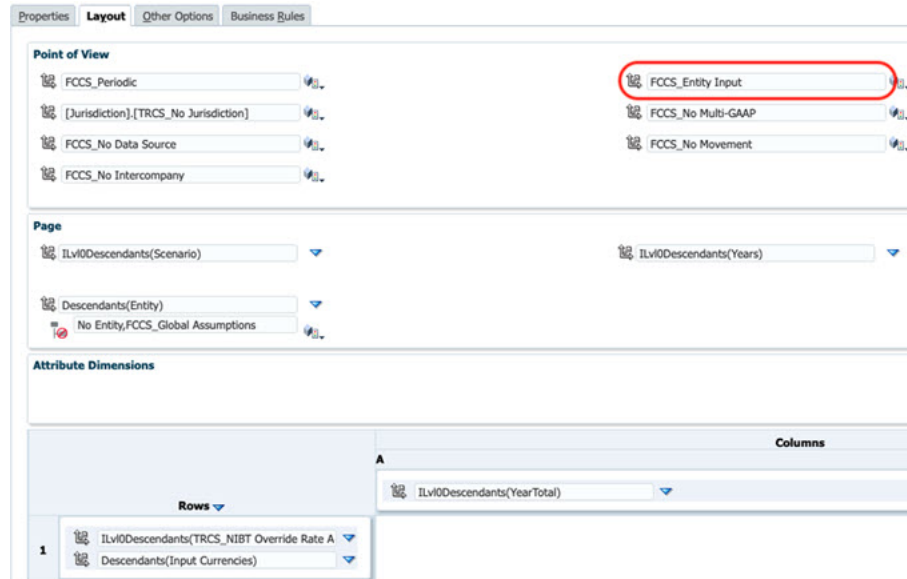 Properties Layout Other Options Business Rules
Point of View
FCCS_Periodic FCCS_Entity Input
[Jurisdiction].[TRCS_No Jurisdiction] FCCS_No Multi-GAAP
FCCS_No Data Source FCCS_No Movement
FCCS_No Intercompany
Page
ILvl0Descendants(Scenario) ILvl0Descendants(Years)
Descendants(Entity)
No Entity,FCCS_Global Assumptions
Attribute Dimensions
Columns
A
ILvl0Descendants(YearTotal)
Rows
1
ILvl0Descendants(TRCS_NIBT Override Rate A
Descendants(Input Currencies)